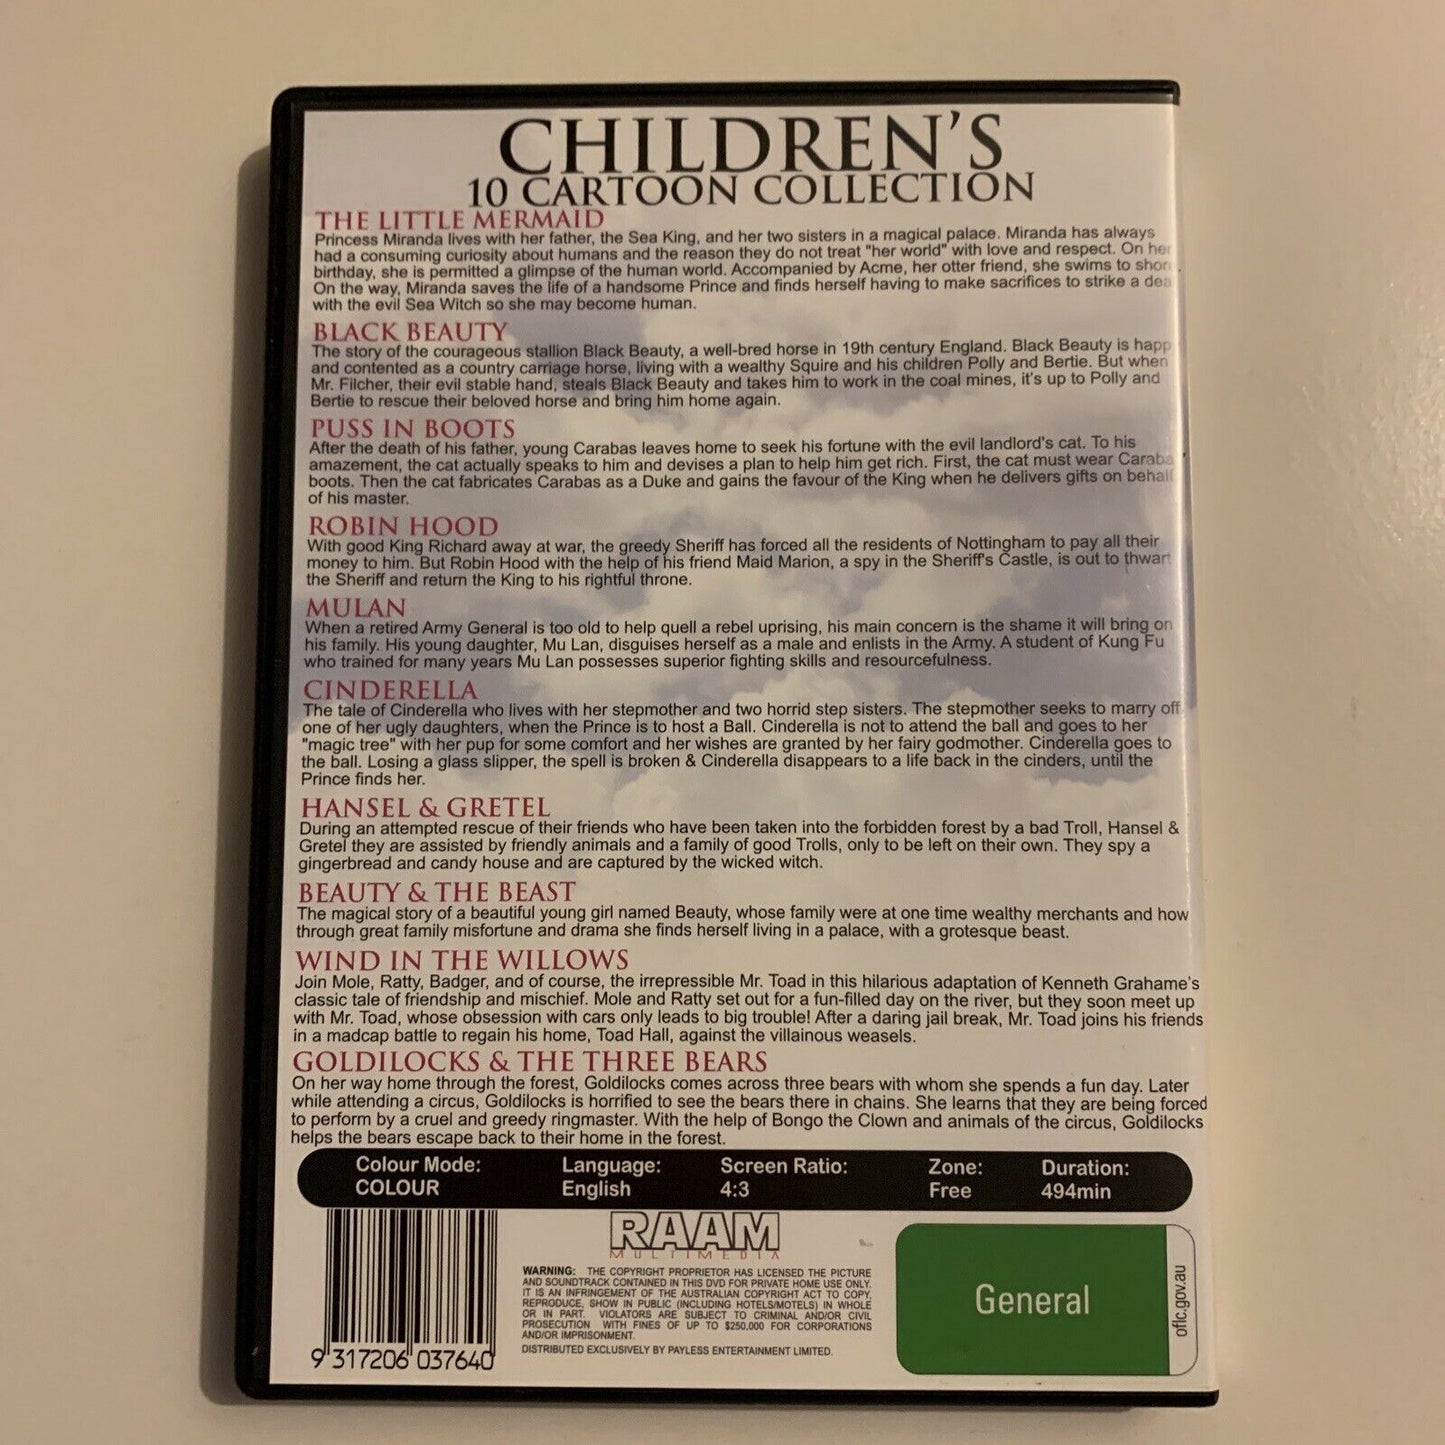 CHILDREN'S
10 CARTOON COLLECTION
THE LITTLE MERMAID
Princess Miranda lives with her father, the Sea King, and her two sisters in a magical palace. Miranda has always
had a consuming curiosity about humans and the reason they do not treat "her world" with love and respect. On her
birthday, she is permitted a glimpse of the human world. Accompanied by Acme, her otter friend, she swims to shor
On the way, Miranda saves the life of a handsome Prince and finds herself having to make sacrifices to strike a dea
with the evil Sea Witch so she may become human.
BLACK BEAUTY
The story of the courageous stallion Black Beauty, a well-bred horse in 19th century England. Black Beauty is happ
and contented as a country carriage horse, living with a wealthy Squire and his children Polly and Bertie. But when
Mr. Filcher, their evil stable hand, steals Black Beauty and takes him to work in the coal mines, it's up to Polly and
Bertie to rescue their beloved horse and bring him home again.
PUSS IN BOOTS
After the death of his father, young Carabas leaves home to seek his fortune with the evil landlord's cat. To his
amazement, the cat actually speaks to him and devises a plan to help him get rich. First, the cat must wear Caraba
boots. Then the cat fabricates Carabas as a Duke and gains the favour of the King when he delivers gifts on behalf
of his master.
ROBIN HOOD
With good King Richard away at war, the greedy Sheriff has forced all the residents of Nottingham to pay all their
money to him. But Robin Hood with the help of his friend Maid Marion, a spy in the Sheriff's Castle, is out to thwart
the Sheriff and return the King to his rightful throne.
MULAN
When a retired Army General is too old to help quell a rebel uprising, his main concern is the shame it will bring on
his family. His young daughter, Mu Lan, disguises herself as a male and enlists in the Army. A student of Kung Fu
who trained for many years Mu Lan possesses superior fighting skills and resourcefulness.
CINDERELLA
The tale of Cinderella who lives with her stepmother and two horrid step sisters. The stepmother seeks to marry off
one of her ugly daughters, when the Prince is to host a Ball. Cinderella is not to attend the ball and goes to her
"magic tree" with her pup for some comfort and her wishes are granted by her fairy godmother. Cinderella goes to
the ball. Losing a glass slipper, the spell is broken & Cinderella disappears to a life back in the cinders, until the
Prince finds her.
HANSEL & GRETEL
During an attempted rescue of their friends who have been taken into the forbidden forest by a bad Troll, Hansel &
Gretel they are assisted by friendly animals and a family of good Trolls, only to be left on their own. They spy a
gingerbread and candy house and are captured by the wicked witch.
BEAUTY & THE BEAST
The magical story of a beautiful young girl named Beauty, whose family were at one time wealthy merchants and how
through great family misfortune and drama she finds herself living in a palace, with a grotesque beast.
WIND IN THE WILLOWS
Join Mole, Ratty, Badger, and of course, the irrepressible Mr. Toad in this hilarious adaptation of Kenneth Grahame's
classic tale of friendship and mischief. Mole and Ratty set out for a fun-filled day on the river, but they soon meet up
with Mr. Toad, whose obsession with cars only leads to big trouble! After a daring jail break, Mr. Toad joins his friends
in a madcap battle to regain his home, Toad Hall, against the villainous weasels.
GOLDILOCKS & THE THREE BEARS
On her way home through the forest, Goldilocks comes across three bears with whom she spends a fun day. Later
while attending a circus, Goldilocks is horrified to see the bears there in chains. She learns that they are being forced
to perform by a cruel and greedy ringmaster. With the help of Bongo the Clown and animals of the circus, Goldilocks
helps the bears escape back to their home in the forest.
Colour Mode: Language: Screen Ratio: Zone: Duration:
COLOUR English 4:3 Free 494min
RAAM
MULTIMEDIA
WARNING: THE COPYRIGHT PROPRIETOR HAS LICENSED THE PICTURE
AND SOUNDTRACK CONTAINED IN THIS DVD FOR PRIVATE HOME USE ONLY.
IT IS AN INFRINGEMENT OF THE AUSTRALIAN COPYRIGHT ACT TO COPY,
REPRODUCE, SHOW IN PUBLIC (INCLUDING HOTELS/MOTELS) IN WHOLE
OR IN PART. VIOLATORS ARE SUBJECT TO CRIMINAL AND/OR CIVIL
PROSECUTION WITH FINES OF UP TO $250,000 FOR CORPORATIONS
AND/OR IMPRISONMENT.
DISTRIBUTED EXCLUSIVELY BY PAYLESS ENTERTAINMENT LIMITED.
General
oflc.gov.au
9 317206 037640